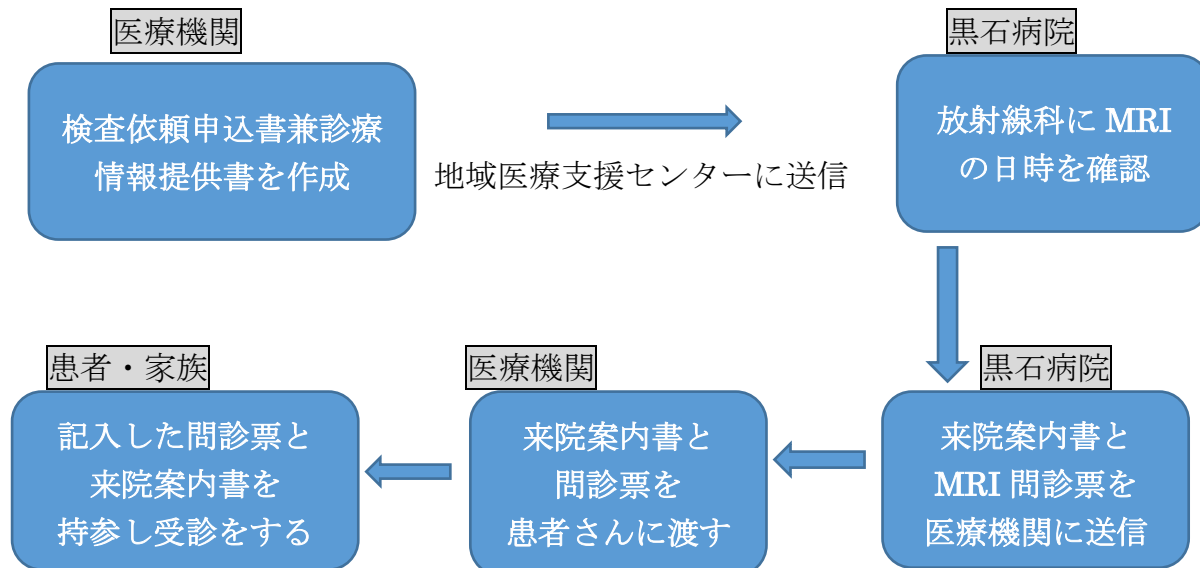 医療機関
検査依頼申込書兼診療
情報提供書を作成
地域医療支援センターに送信
黒石病院
放射線科に MRI
の日時を確認
黒石病院
来院案内書と
MRI 問診票を
医療機関に送信
医療機関
来院案内書と
問診票を
患者さんに渡す
患者・家族
記入した問診票と
来院案内書を
持参し受診をする